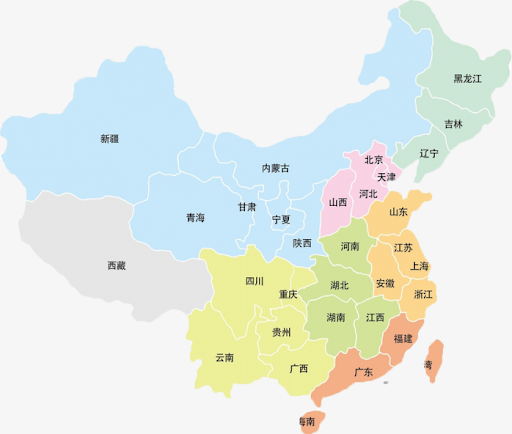 黑龙江
吉林
辽宁
新疆
北京
天津
内蒙古
河北
山西
甘肃
山东
青海
宁夏
陕西
河南
江苏
西藏
上海
四川
湖北
安徽
重庆
浙江
湖南
江西
贵州
福建
云南
广西
广东
湾
海南